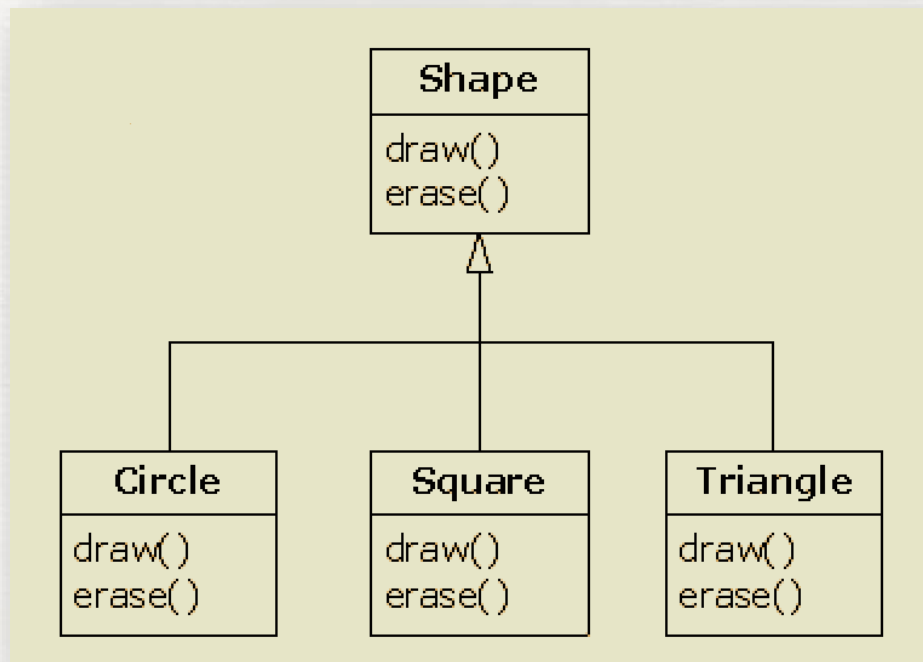 Shape
draw()
erase()
Circle
draw()
erase()
Square
draw()
erase()
Triangle
draw()
erase()